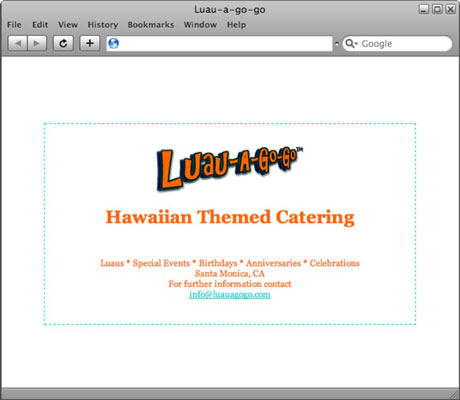 Luau-a-go-go
File Edit View History Bookmarks Window Help
Google
LUAU-A-GO-GO™
Hawaiian Themed Catering
Luaus * Special Events * Birthdays * Anniversaries * Celebrations
Santa Monica, CA
For further information contact
info@luauagogo.com